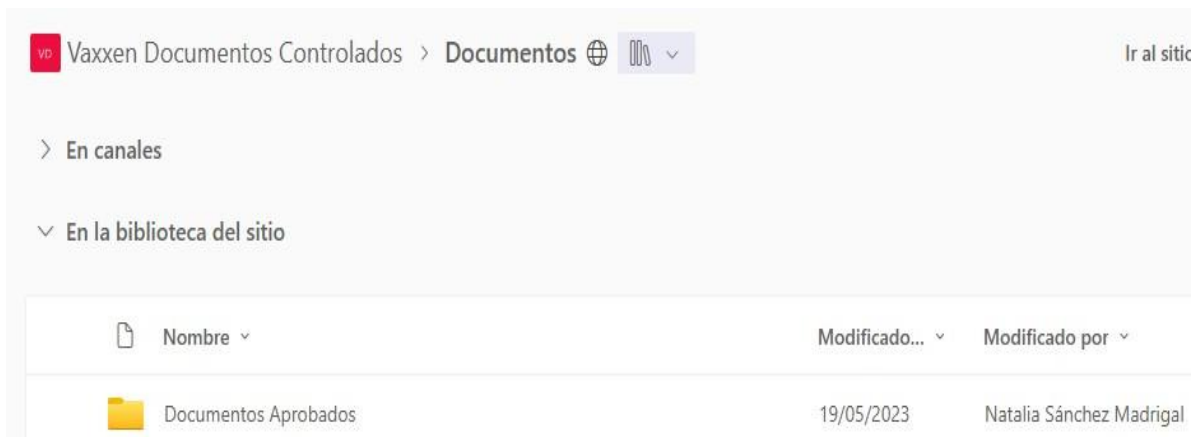 VD Vaxxen Documentos Controlados > Documentos
Ir al sitio
En canales
En la biblioteca del sitio
Nombre Modificado... Modificado por
Documentos Aprobados 19/05/2023 Natalia Sánchez Madrigal